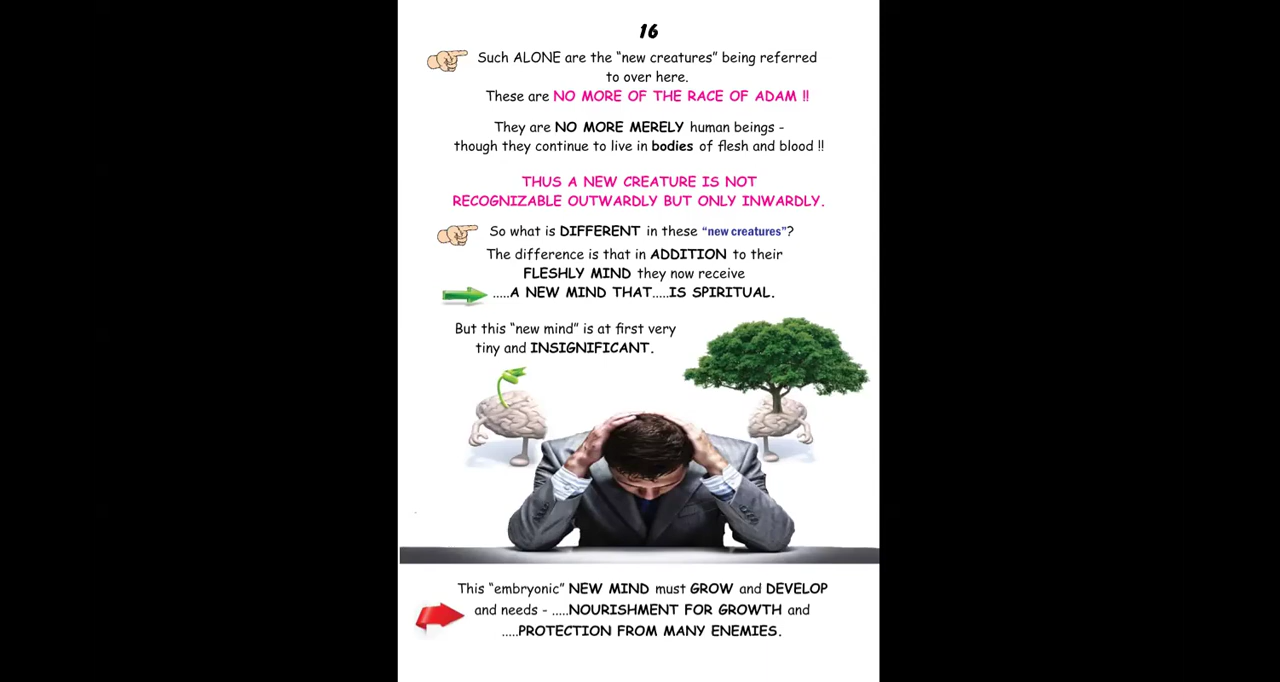 16
Such ALONE are the “new creatures” being referred
to over here.
These are NO MORE OF THE RACE OF ADAM !!
They are NO MORE MERELY human beings -
though they continue to live in bodies of flesh and blood !!
THUS A NEW CREATURE IS NOT
RECOGNIZABLE OUTWARDLY BUT ONLY INWARDLY.
So what is DIFFERENT in these “new creatures”?
The difference is that in ADDITION to their
FLESHLY MIND they now receive
.....A NEW MIND THAT.....IS SPIRITUAL.
But this “new mind” is at first very
tiny and INSIGNIFICANT.
This “embryonic” NEW MIND must GROW and DEVELOP
and needs - .....NOURISHMENT FOR GROWTH and
.....PROTECTION FROM MANY ENEMIES.